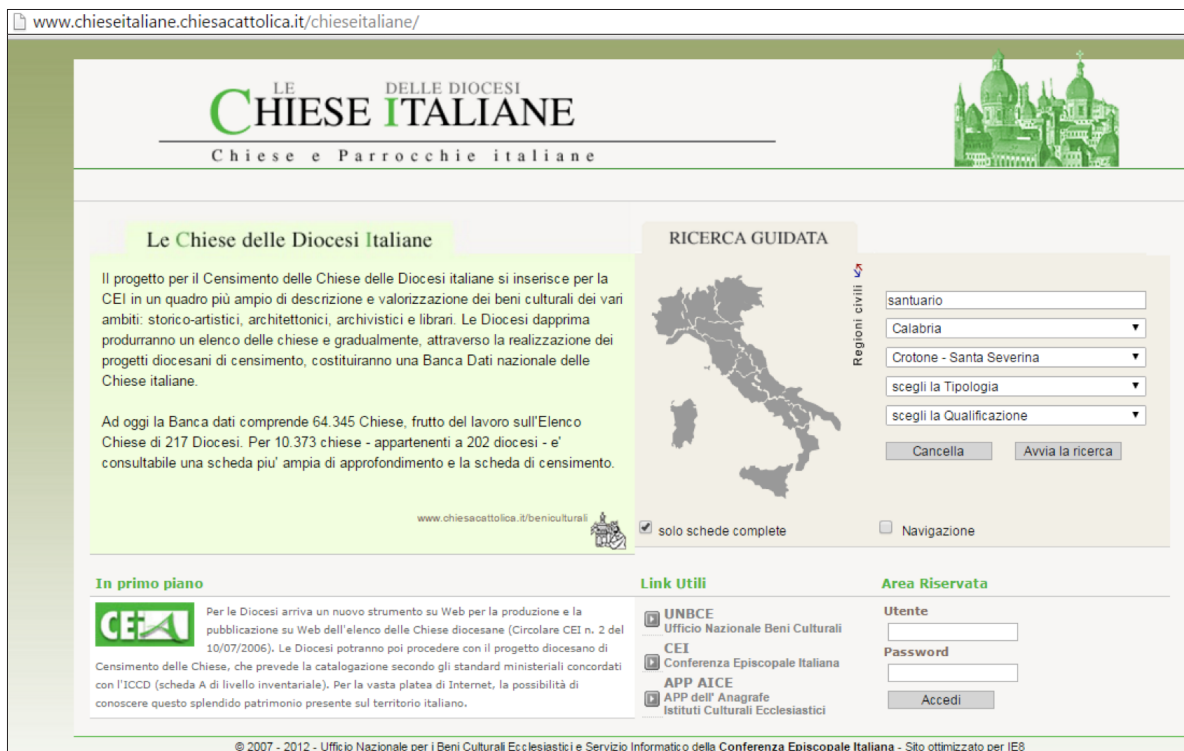 www.chieseitaliane.chiesacattolica.it/chieseitaliane/
LE DELLE DIOCESI
CHIESE ITALIANE
Chiese e Parrocchie italiane
Le Chiese delle Diocesi Italiane
Il progetto per il Censimento delle Chiese delle Diocesi italiane si inserisce per la
CEI in un quadro più ampio di descrizione e valorizzazione dei beni culturali dei vari
ambiti: storico-artistici, architettonici, archivistici e librari. Le Diocesi dapprima
produrranno un elenco delle chiese e gradualmente, attraverso la realizzazione dei
progetti diocesani di censimento, costituiranno una Banca Dati nazionale delle
Chiese italiane.
Ad oggi la Banca dati comprende 64.345 Chiese, frutto del lavoro sull'Elenco
Chiese di 217 Diocesi. Per 10.373 chiese - appartenenti a 202 diocesi - e'
consultabile una scheda piu' ampia di approfondimento e la scheda di censimento.
www.chiesacattolica.it/beniculturali
RICERCA GUIDATA
Regioni civili
santuario
Calabria
Crotone - Santa Severina
scegli la Tipologia
scegli la Qualificazione
Cancella Avvia la ricerca
solo schede complete Navigazione
In primo piano
CEI
Per le Diocesi arriva un nuovo strumento su Web per la produzione e la
pubblicazione su Web dell'elenco delle Chiese diocesane (Circolare CEI n. 2 del
10/07/2006). Le Diocesi potranno poi procedere con il progetto diocesano di
Censimento delle Chiese, che prevede la catalogazione secondo gli standard ministeriali concordati
con l'ICCD (scheda A di livello inventariale). Per la vasta platea di Internet, la possibilità di
conoscere questo splendido patrimonio presente sul territorio italiano.
Link Utili
UNBCE
Ufficio Nazionale Beni Culturali
CEI
Conferenza Episcopale Italiana
APP AICE
APP dell' Anagrafe
Istituti Culturali Ecclesiastici
Area Riservata
Utente
Password
Accedi
© 2007 - 2012 - Ufficio Nazionale per i Beni Culturali Ecclesiastici e Servizio Informatico della Conferenza Episcopale Italiana - Sito ottimizzato per IE8